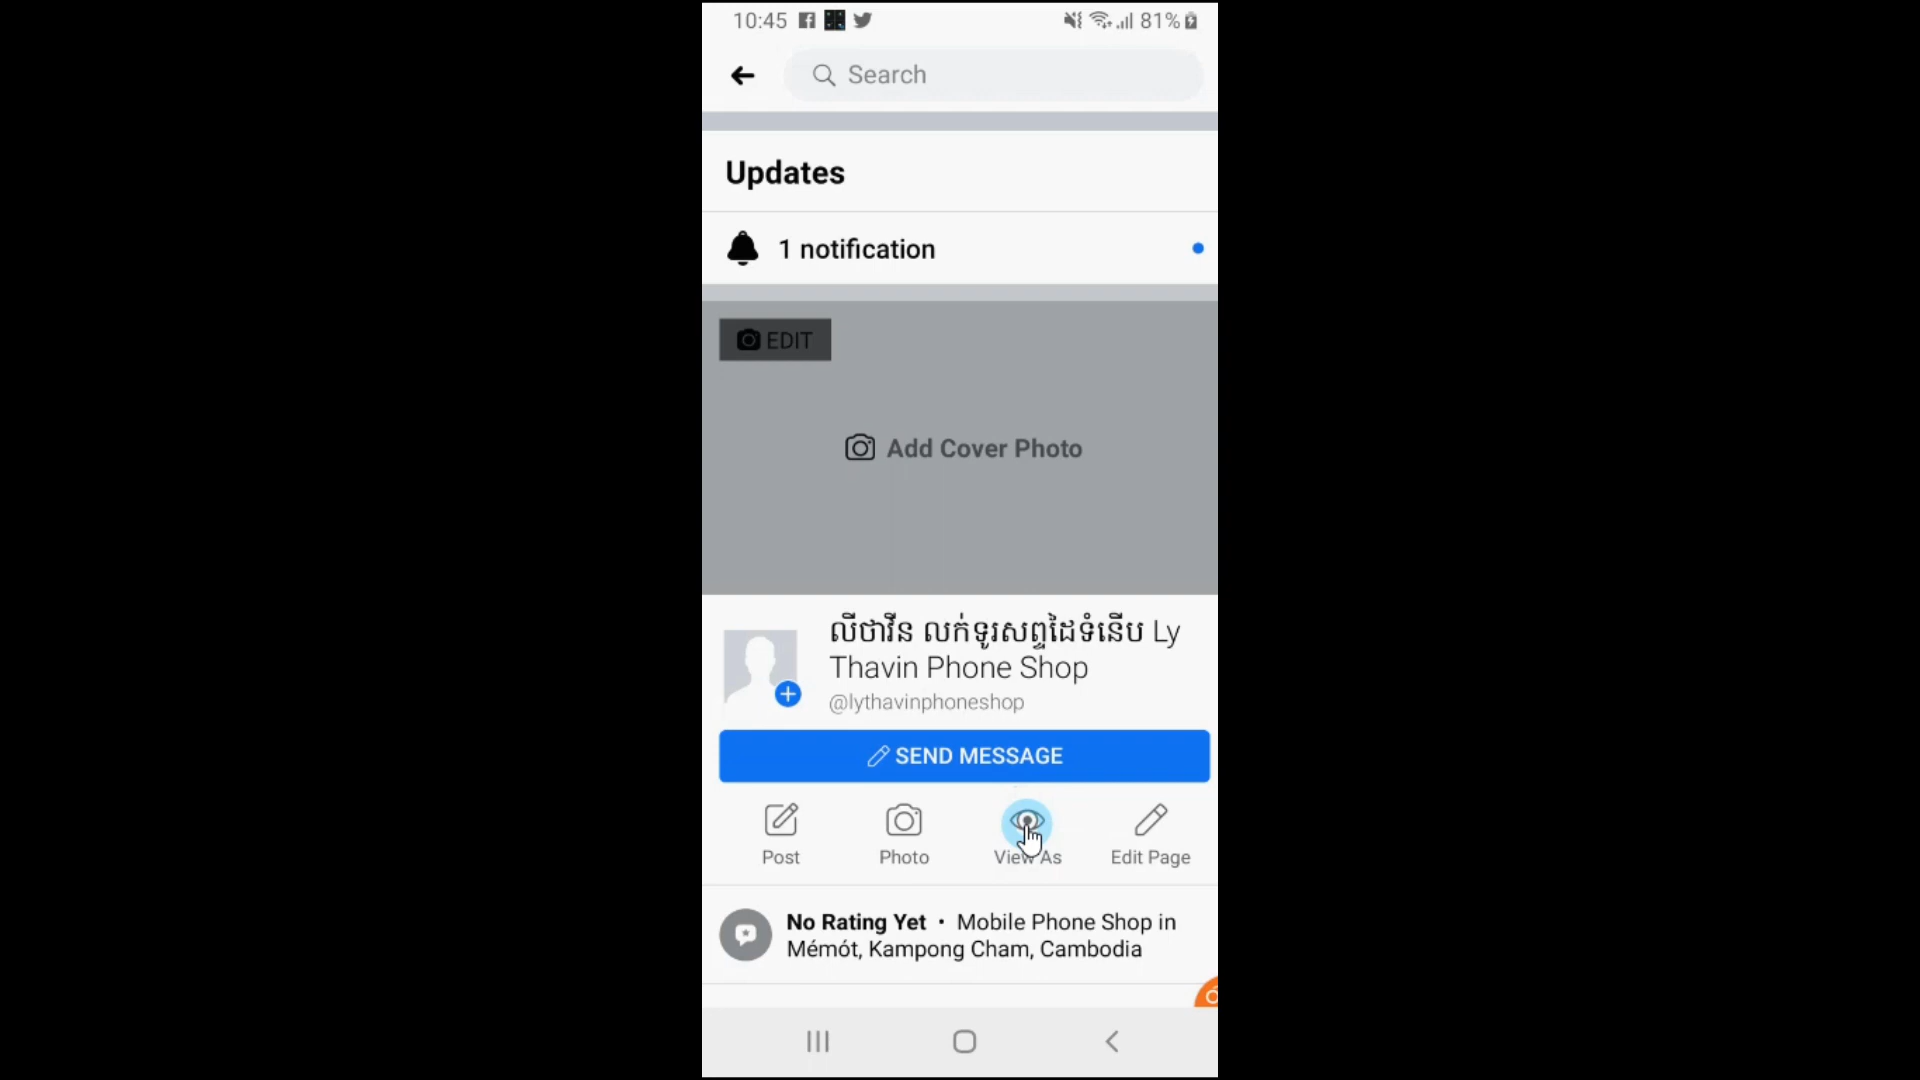 10:45 81%
Search
Updates
1 notification
EDIT
Add Cover Photo
លីថាវីន លក់ទូរសព្ទដៃទំនើប Ly
Thavin Phone Shop
@lythavinphoneshop
SEND MESSAGE
Post Photo View As Edit Page
No Rating Yet • Mobile Phone Shop in
Mémót, Kampong Cham, Cambodia